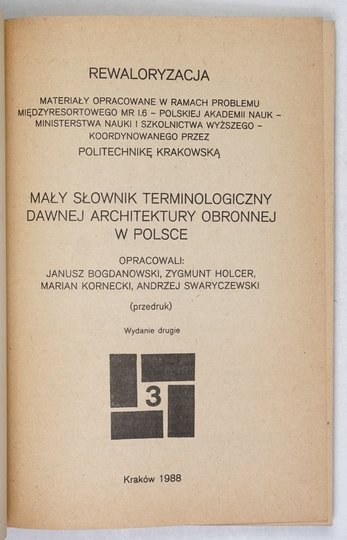 REWALORYZACJA
MATERIAŁY OPRACOWANE W RAMACH PROBLEMU
MIĘDZYRESORTOWEGO MR I.6 – POLSKIEJ AKADEMII NAUK –
MINISTERSTWA NAUKI I SZKOLNICTWA WYŻSZEGO –
KOORDYNOWANEGO PRZEZ
POLITECHNIKĘ KRAKOWSKĄ
MAŁY SŁOWNIK TERMINOLOGICZNY
DAWNEJ ARCHITEKTURY OBRONNEJ
W POLSCE
OPRACOWALI:
JANUSZ BOGDANOWSKI, ZYGMUNT HOLCER,
MARIAN KORNECKI, ANDRZEJ SWARYCZEWSKI
(przedruk)
Wydanie drugie
3
Kraków 1988